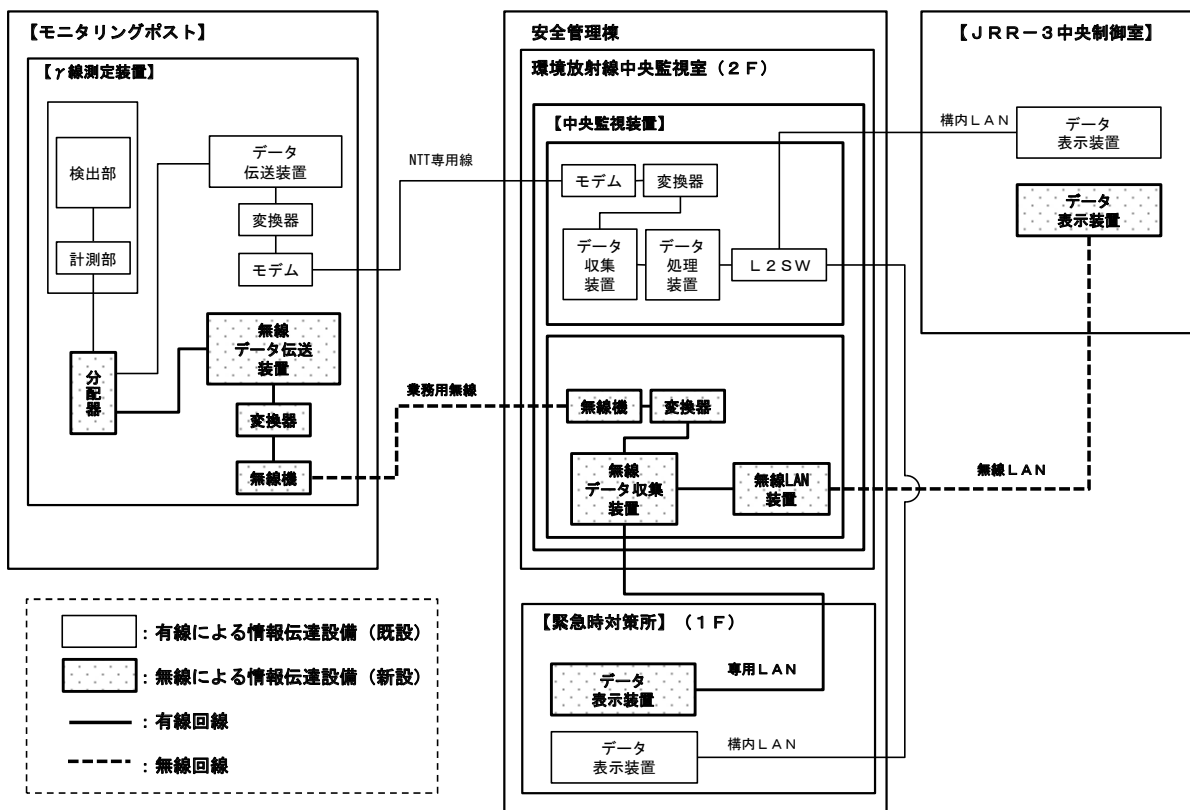 【モニタリングポスト】
【γ線測定装置】
検出部
計測部
データ
伝送装置
変換器
モデム
分
配
器
無線
データ伝送
装置
変換器
無線機
NTT専用線
業務用無線
安全管理棟
環境放射線中央監視室(2F)
【中央監視装置】
モデム
変換器
データ
収集
装置
データ
処理
装置
L2SW
無線機
変換器
無線
データ収集
装置
無線LAN
装置
【緊急時対策所】(1F)
データ
表示装置
専用LAN
データ
表示装置
構内LAN
【JRR-3中央制御室】
構内LAN
データ
表示装置
データ
表示装置
無線LAN
:有線による情報伝達設備(既設)
:無線による情報伝達設備(新設)
:有線回線
:無線回線